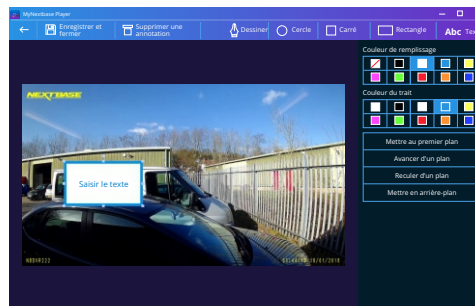 MyNextbase Player
Enregistrer et
fermer
Supprimer une
annotation
Dessiner
Cercle
Carré
Rectangle
Abc
Couleur de remplissage
NEXTBASE
Couleur du trait
Mettre au premier plan
Avancer d'un plan
Reculer d'un plan
Mettre en arrière-plan
Saisir le texte